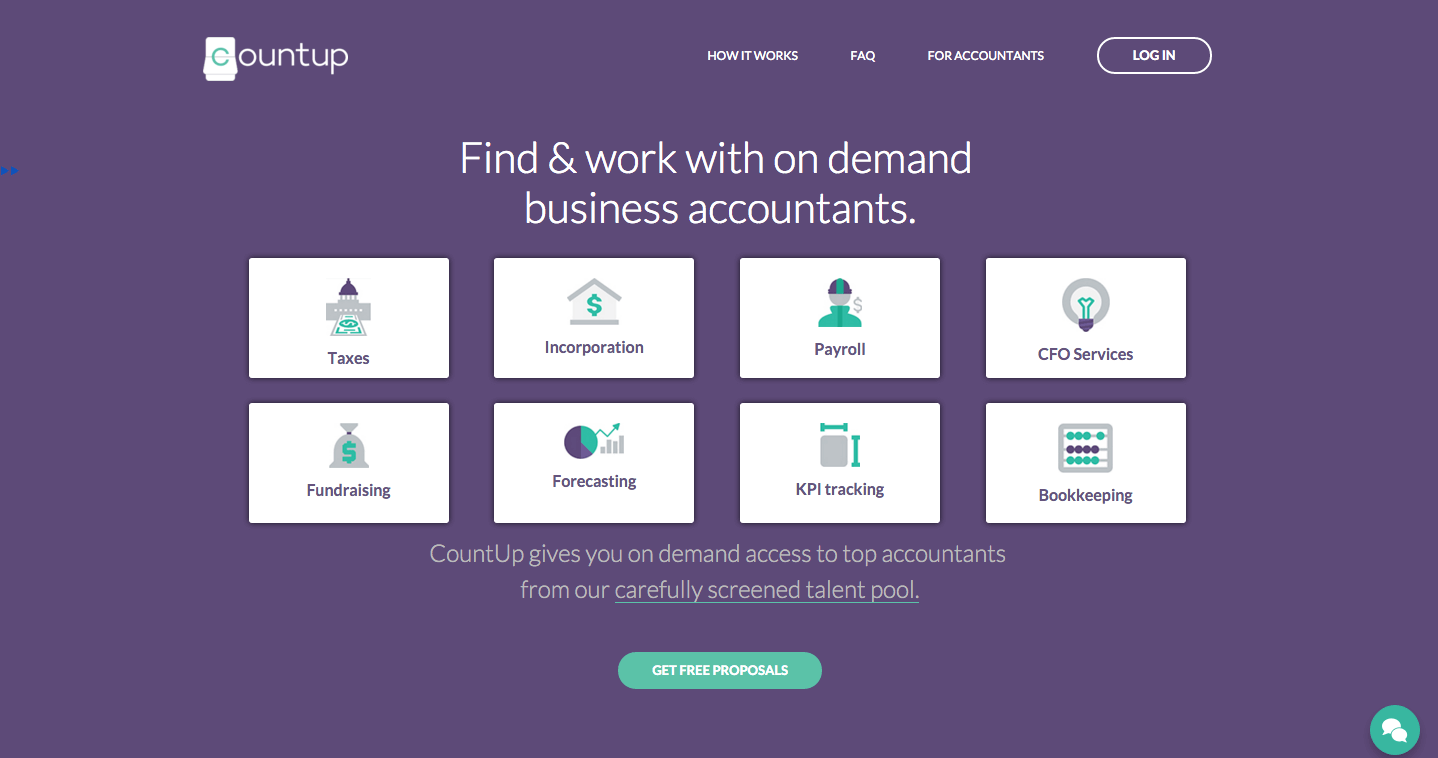 countup
HOW IT WORKS
FAQ
FOR ACCOUNTANTS
LOG IN
Find & work with on demand
business accountants.
Taxes
Incorporation
Payroll
CFO Services
Fundraising
Forecasting
KPI tracking
Bookkeeping
CountUp gives you on demand access to top accountants
from our carefully screened talent pool.
GET FREE PROPOSALS